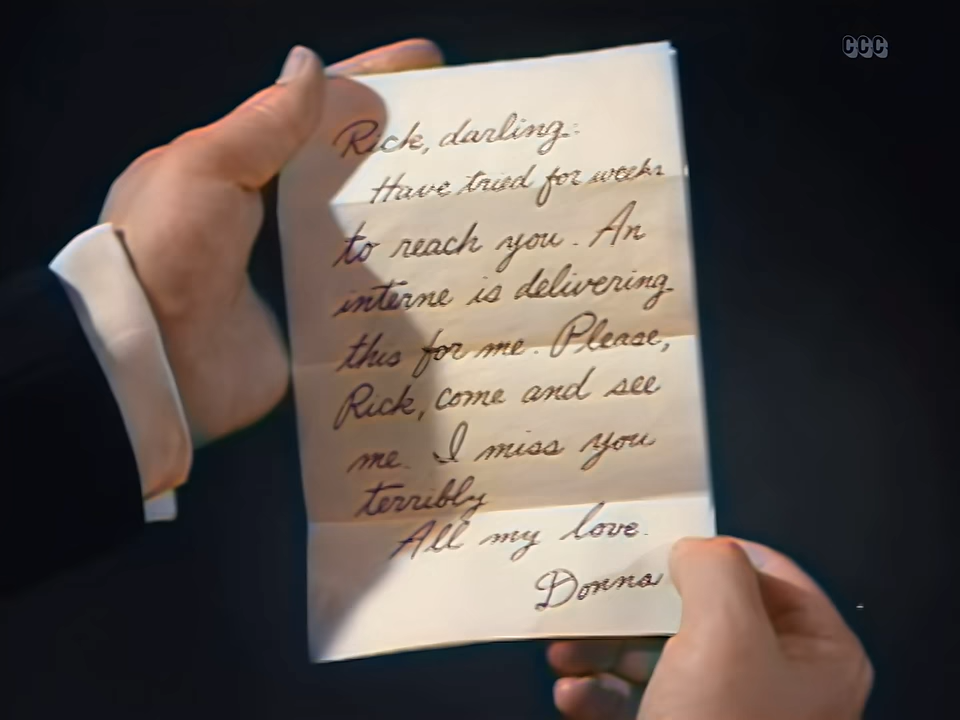 CCC
Rick, darling:
Have tried for weeks
to reach you. An
interne is delivering
this for me. Please,
Rick, come and see
me. I miss you
terribly
All my love.
Donna